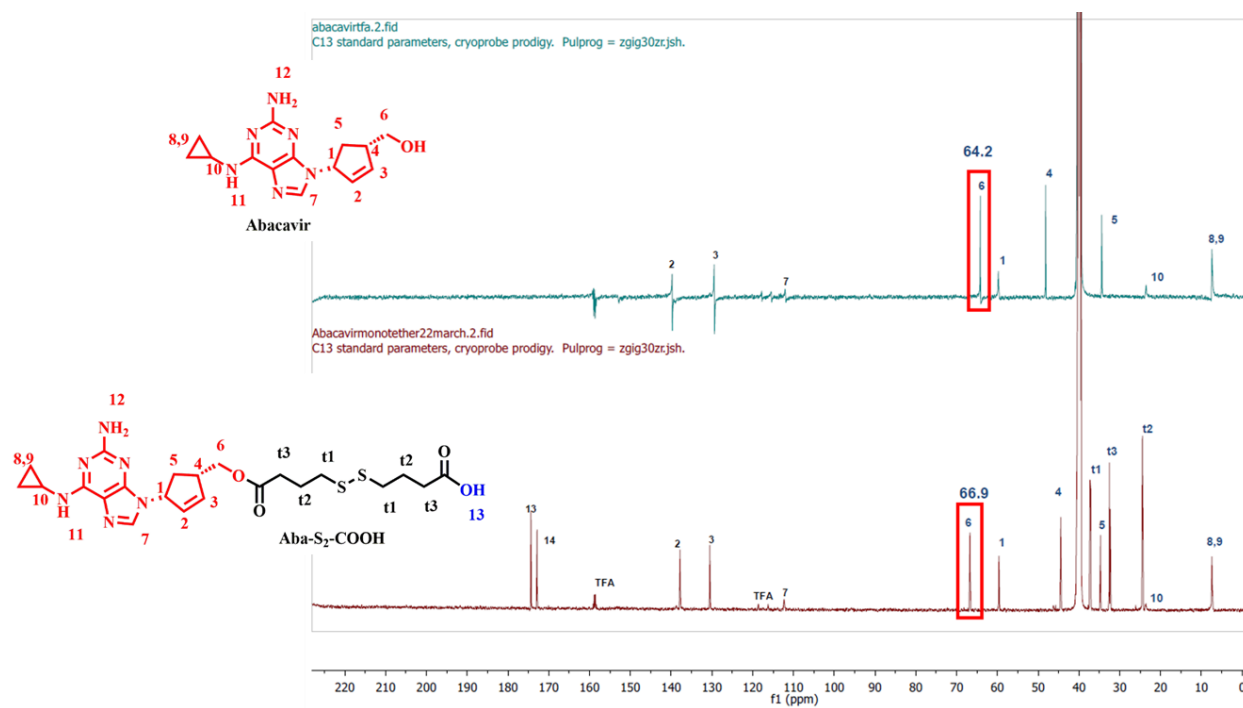 abacavirtfa.2.fid
C13 standard parameters, cryoprobe prodigy. Pulprog = zgig30zr.jsh.
12
NH₂
6
5
8,9
N
N
1
4
OH
10
N
H
N
N
3
11
N
7
2
Abacavir
64.2
6
4
1
5
8,9
10
2
3
7
Abacavirmonotether22march.2.fid
C13 standard parameters, cryoprobe prodigy. Pulprog = zgig30zr.jsh.
12
NH₂
6
8,9
N
N
5
4
O
t3
t1
t2
O
10
N
H
N
N
1
3
O
t2
S
S
t1
t3
OH
11
N
7
2
13
Aba-S₂-COOH
13
14
TFA
2
3
TFA
7
66.9
6
1
4
t1
5
t3
t2
10
8,9
220 210 200 190 180 170 160 150 140 130 120 110 100 90 80 70 60 50 40 30 20 10 0
f1 (ppm)